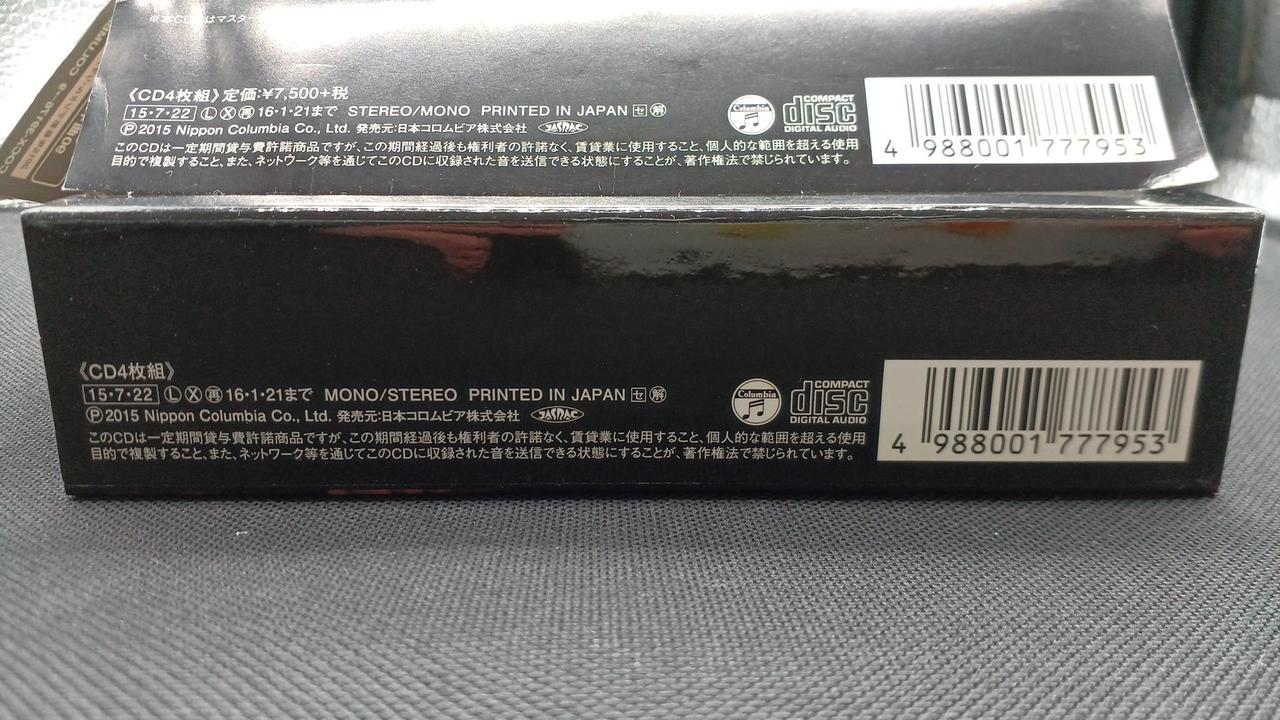 ※本CDはマスター
《CD4枚組》定価:¥7,500+税
15・7・22 Ⓛ Ⓧ ㊢ 16・1・21まで STEREO/MONO PRINTED IN JAPAN セ 解
Ⓟ2015 Nippon Columbia Co., Ltd. 発売元:日本コロムビア株式会社 JASRAC
このCDは一定期間貸与費許諾商品ですが、この期間経過後も権利者の許諾なく、賃貸業に使用すること、個人的な範囲を超える使用
目的で複製すること、また、ネットワーク等を通じてこのCDに収録された音を送信できる状態にすることが、著作権法で禁じられています。
Columbia
COMPACT
disc
DIGITAL AUDIO
4 988001 777953
《CD4枚組》
15・7・22 Ⓛ Ⓧ 再 16・1・21まで MONO/STEREO PRINTED IN JAPAN セ 解
Ⓟ2015 Nippon Columbia Co., Ltd. 発売元:日本コロムビア株式会社 JASRAC
このCDは一定期間貸与費許諾商品ですが、この期間経過後も権利者の許諾なく、賃貸業に使用すること、個人的な範囲を超える使用
目的で複製すること、また、ネットワーク等を通じてこのCDに収録された音を送信できる状態にすることが、著作権法で禁じられています。
Columbia
COMPACT
disc
DIGITAL AUDIO
4 988001 777953